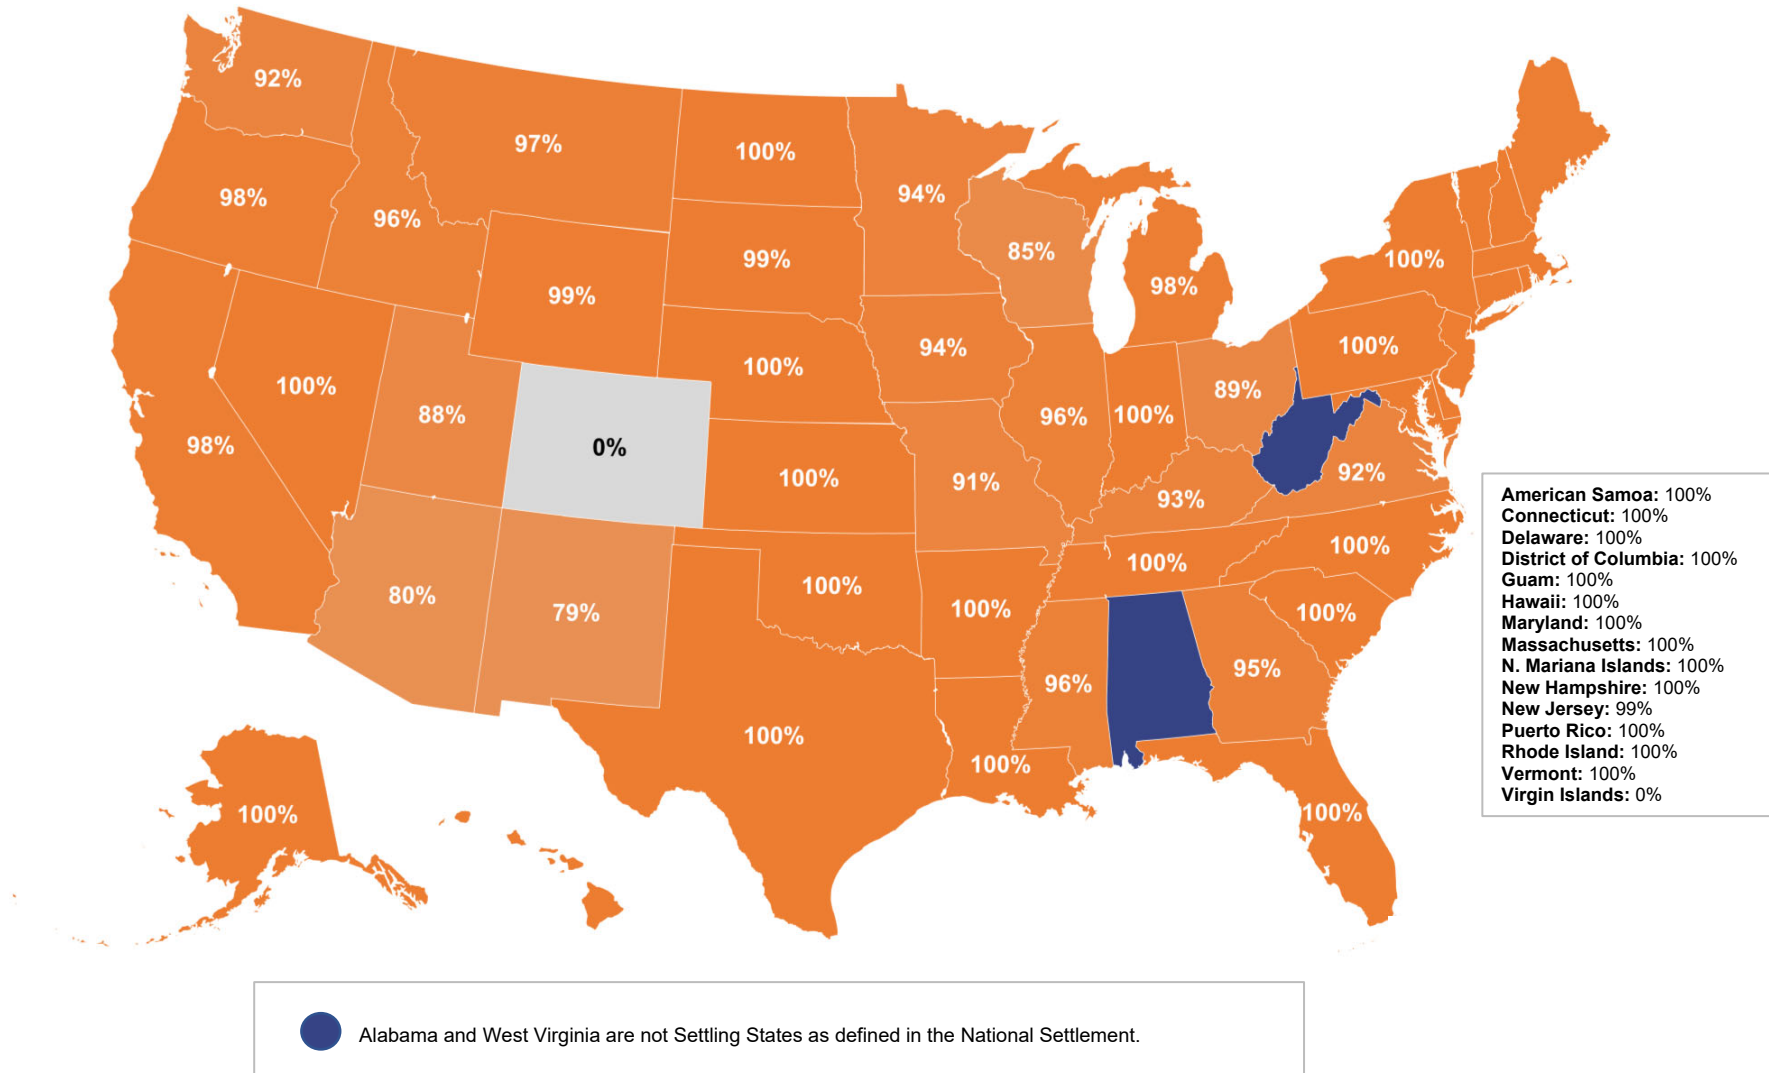 92%
97%
100%
98%
96%
94%
99%
99%
85%
98%
100%
94%
100%
100%
100%
88%
98%
0%
100%
96%
100%
89%
91%
93%
92%
80%
79%
100%
100%
100%
100%
100%
96%
95%
100%
100%
100%
100%
American Samoa: 100%
Connecticut: 100%
Delaware: 100%
District of Columbia: 100%
Guam: 100%
Hawaii: 100%
Maryland: 100%
Massachusetts: 100%
N. Mariana Islands: 100%
New Hampshire: 100%
New Jersey: 99%
Puerto Rico: 100%
Rhode Island: 100%
Vermont: 100%
Virgin Islands: 0%
Alabama and West Virginia are not Settling States as defined in the National Settlement.